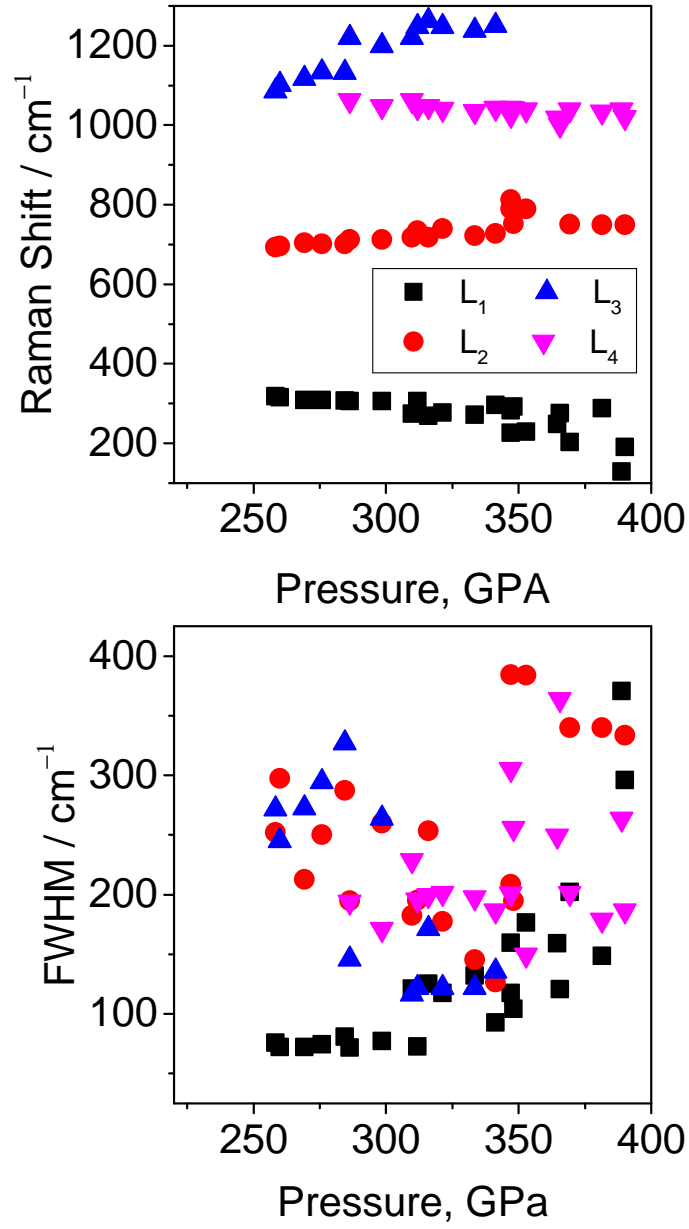 Raman Shift / cm⁻¹
1200
1000
800
600
400
200
L₁ L₃
L₂ L₄
250 300 350 400
Pressure, GPA
FWHM / cm⁻¹
400
300
200
100
250 300 350 400
Pressure, GPa